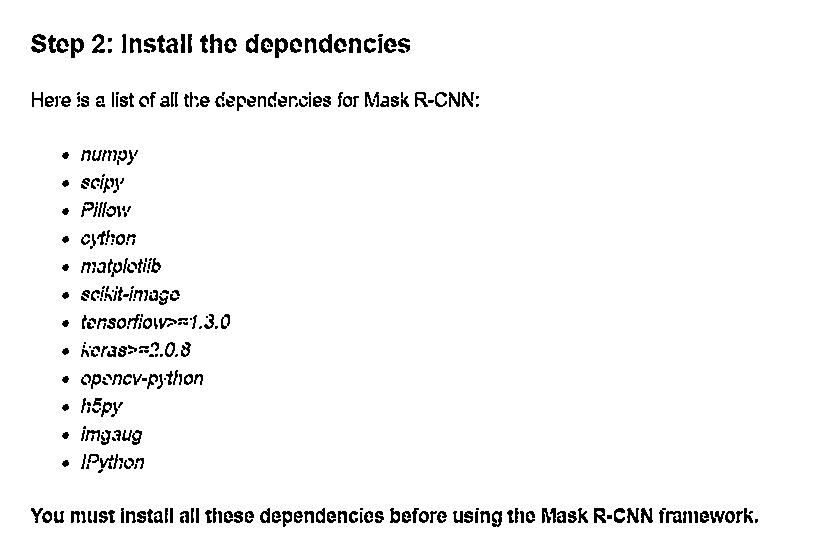 Step 2: Install the dependencies
Here is a list of all the dependencies for Mask R-CNN:
• numpy
• scipy
• Pillow
• cython
• matplotlib
• scikit-image
• tensorflow>=1.3.0
• keras>=2.0.8
• opencv-python
• h5py
• imgaug
• IPython
You must install all these dependencies before using the Mask R-CNN framework.